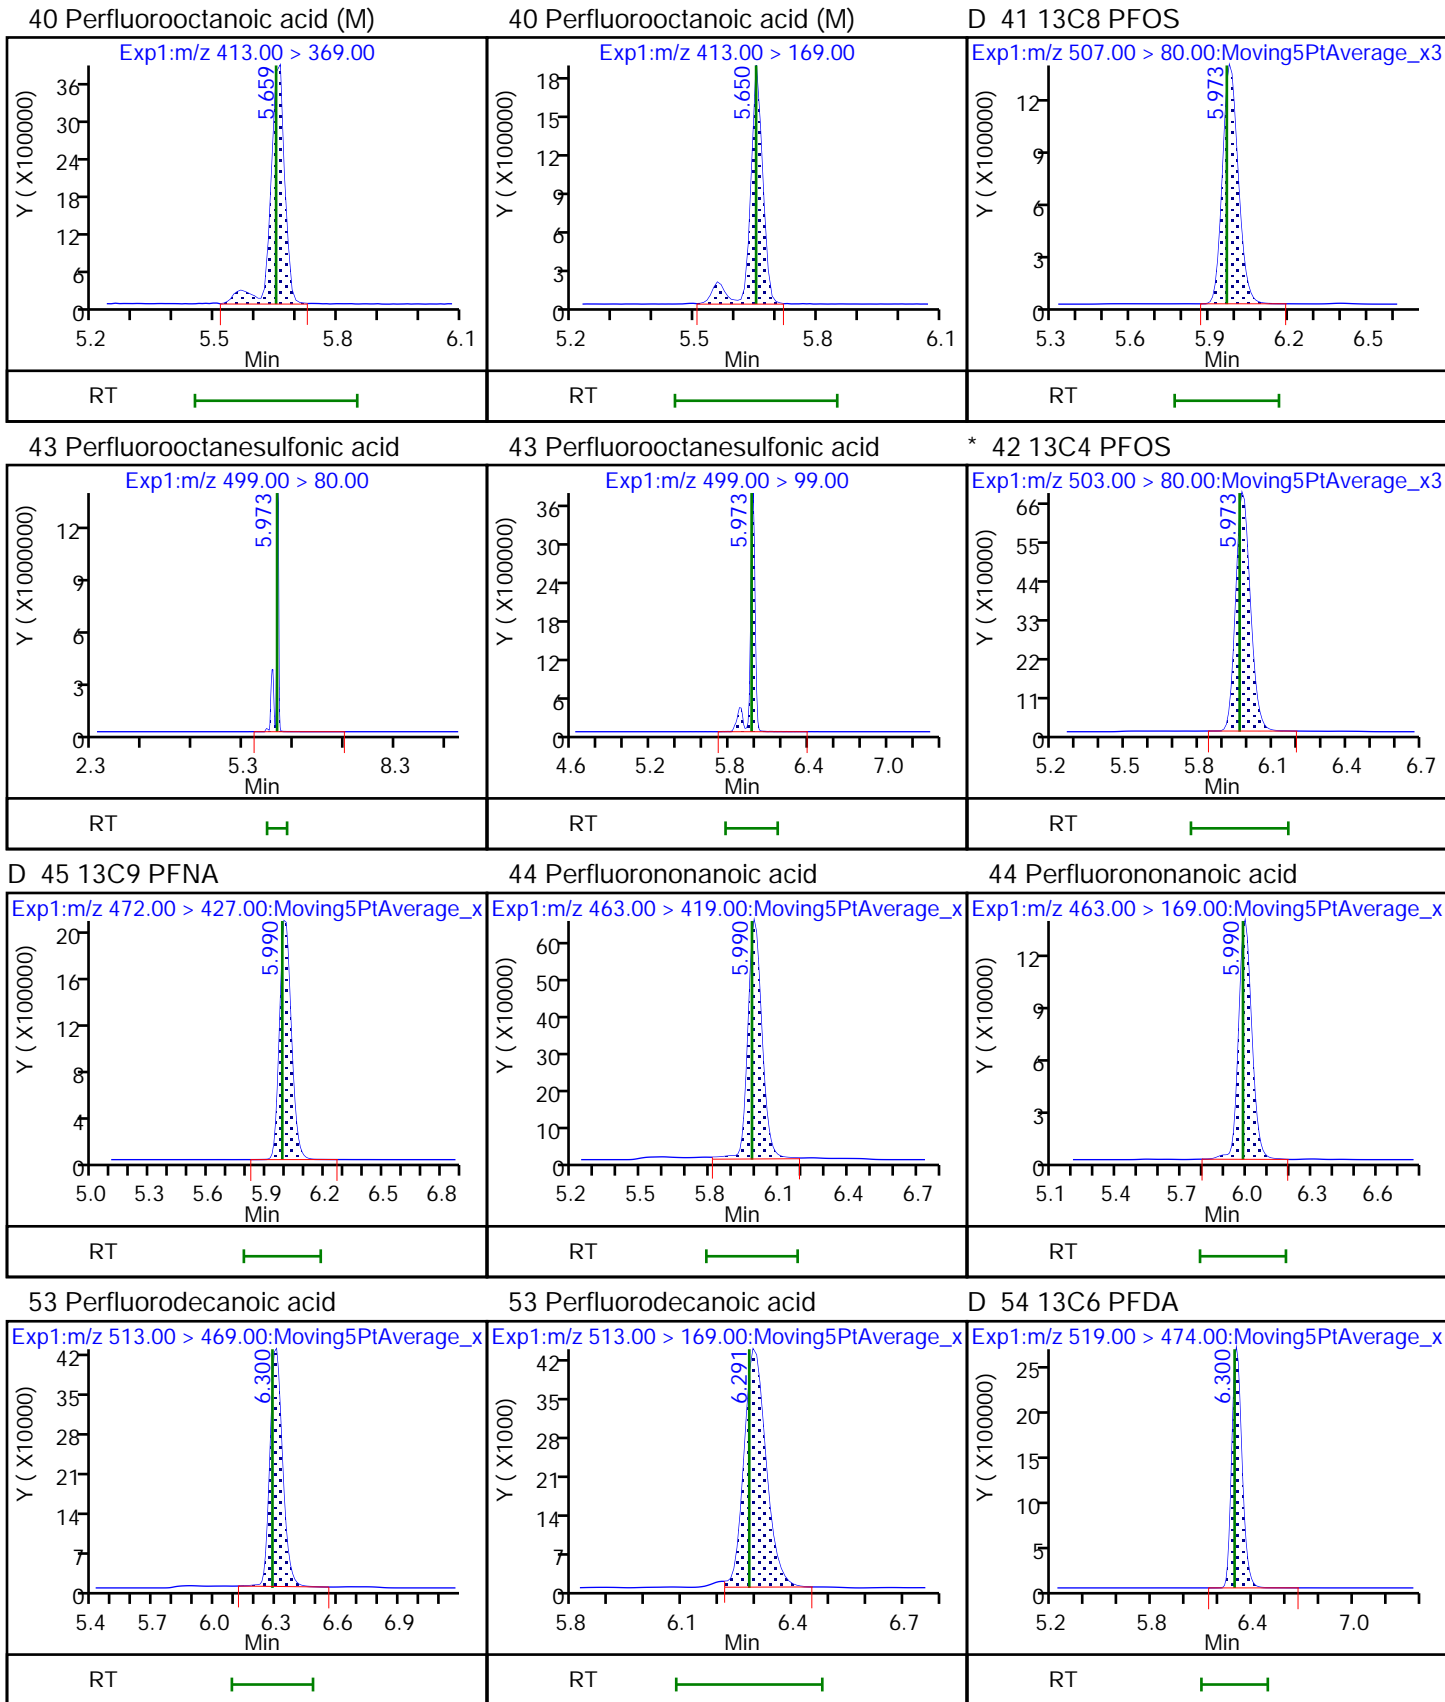 40 Perfluorooctanoic acid (M)
Exp1:m/z 413.00 > 369.00
5.659
Y ( X100000)
36
30
24
18
12
6
0
5.2 5.5 5.8 6.1
Min
RT
40 Perfluorooctanoic acid (M)
Exp1:m/z 413.00 > 169.00
5.650
Y ( X100000)
18
15
12
9
6
3
0
5.2 5.5 5.8 6.1
Min
RT
D 41 13C8 PFOS
Exp1:m/z 507.00 > 80.00:Moving5PtAverage_x3
5.973
Y ( X100000)
12
9
6
3
0
5.3 5.6 5.9 6.2 6.5
Min
RT
43 Perfluorooctanesulfonic acid
Exp1:m/z 499.00 > 80.00
5.973
Y ( X1000000)
12
9
6
3
0
2.3 5.3 8.3
Min
RT
43 Perfluorooctanesulfonic acid
Exp1:m/z 499.00 > 99.00
5.973
Y ( X100000)
36
30
24
18
12
6
0
4.6 5.2 5.8 6.4 7.0
Min
RT
* 42 13C4 PFOS
Exp1:m/z 503.00 > 80.00:Moving5PtAverage_x3
5.973
Y ( X10000)
66
55
44
33
22
11
0
5.2 5.5 5.8 6.1 6.4 6.7
Min
RT
D 45 13C9 PFNA
Exp1:m/z 472.00 > 427.00:Moving5PtAverage_x
5.990
Y ( X100000)
20
16
12
8
4
0
5.0 5.3 5.6 5.9 6.2 6.5 6.8
Min
RT
44 Perfluorononanoic acid
Exp1:m/z 463.00 > 419.00:Moving5PtAverage_x
5.990
Y ( X10000)
60
50
40
30
20
10
0
5.2 5.5 5.8 6.1 6.4 6.7
Min
RT
44 Perfluorononanoic acid
Exp1:m/z 463.00 > 169.00:Moving5PtAverage_x
5.990
Y ( X10000)
12
9
6
3
0
5.1 5.4 5.7 6.0 6.3 6.6
Min
RT
53 Perfluorodecanoic acid
Exp1:m/z 513.00 > 469.00:Moving5PtAverage_x
6.300
Y ( X10000)
42
35
28
21
14
7
0
5.4 5.7 6.0 6.3 6.6 6.9
Min
RT
53 Perfluorodecanoic acid
Exp1:m/z 513.00 > 169.00:Moving5PtAverage_x
6.291
Y ( X1000)
42
35
28
21
14
7
0
5.8 6.1 6.4 6.7
Min
RT
D 54 13C6 PFDA
Exp1:m/z 519.00 > 474.00:Moving5PtAverage_x
6.300
Y ( X100000)
25
20
15
10
5
0
5.2 5.8 6.4 7.0
Min
RT